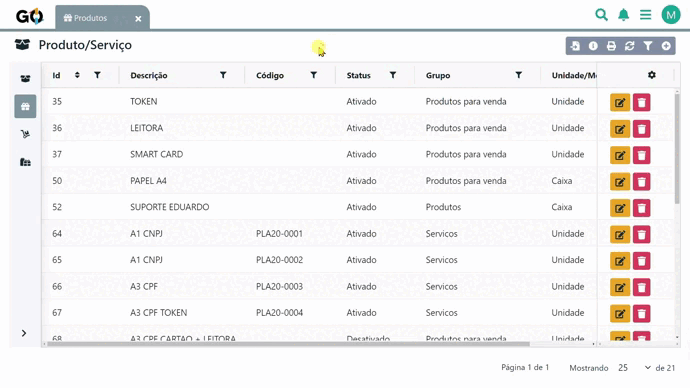 GO Produtos × M
Produto/Serviço
Id Descrição Código Status Grupo
35 TOKEN Ativado Produtos para venda Unidade
36 LEITORA Ativado Produtos para venda Unidade
37 SMART CARD Ativado Produtos para venda Unidade
50 PAPEL A4 Ativado Produtos para venda Caixa
52 SUPORTE EDUARDO Ativado Produtos Caixa
64 A1 CNPJ PLA20-0001 Ativado Servicos Unidade
65 A1 CNPJ PLA20-0002 Ativado Servicos Unidade
66 A3 CPF PLA20-0003 Ativado Servicos Unidade
67 A3 CPF TOKEN PLA20-0004 Ativado Servicos Unidade
68 A3 CPF CARTAO + LEITORA Desativado Produtos para venda Unidade
Página 1 de 1 Mostrando 25 de 21